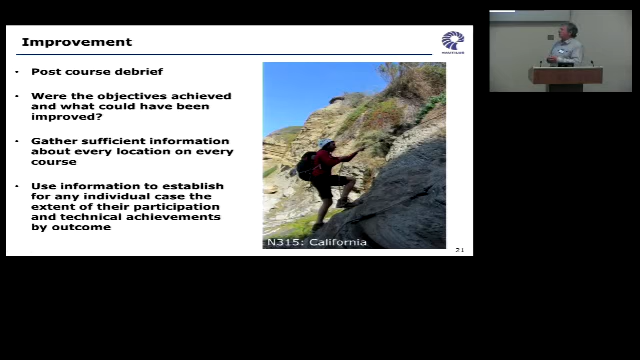 Improvement
• Post course debrief
• Were the objectives achieved
and what could have been
improved?
• Gather sufficient information
about every location on every
course
• Use information to establish
for any individual case the
extent of their participation
and technical achievements
by outcome
N315: California
21